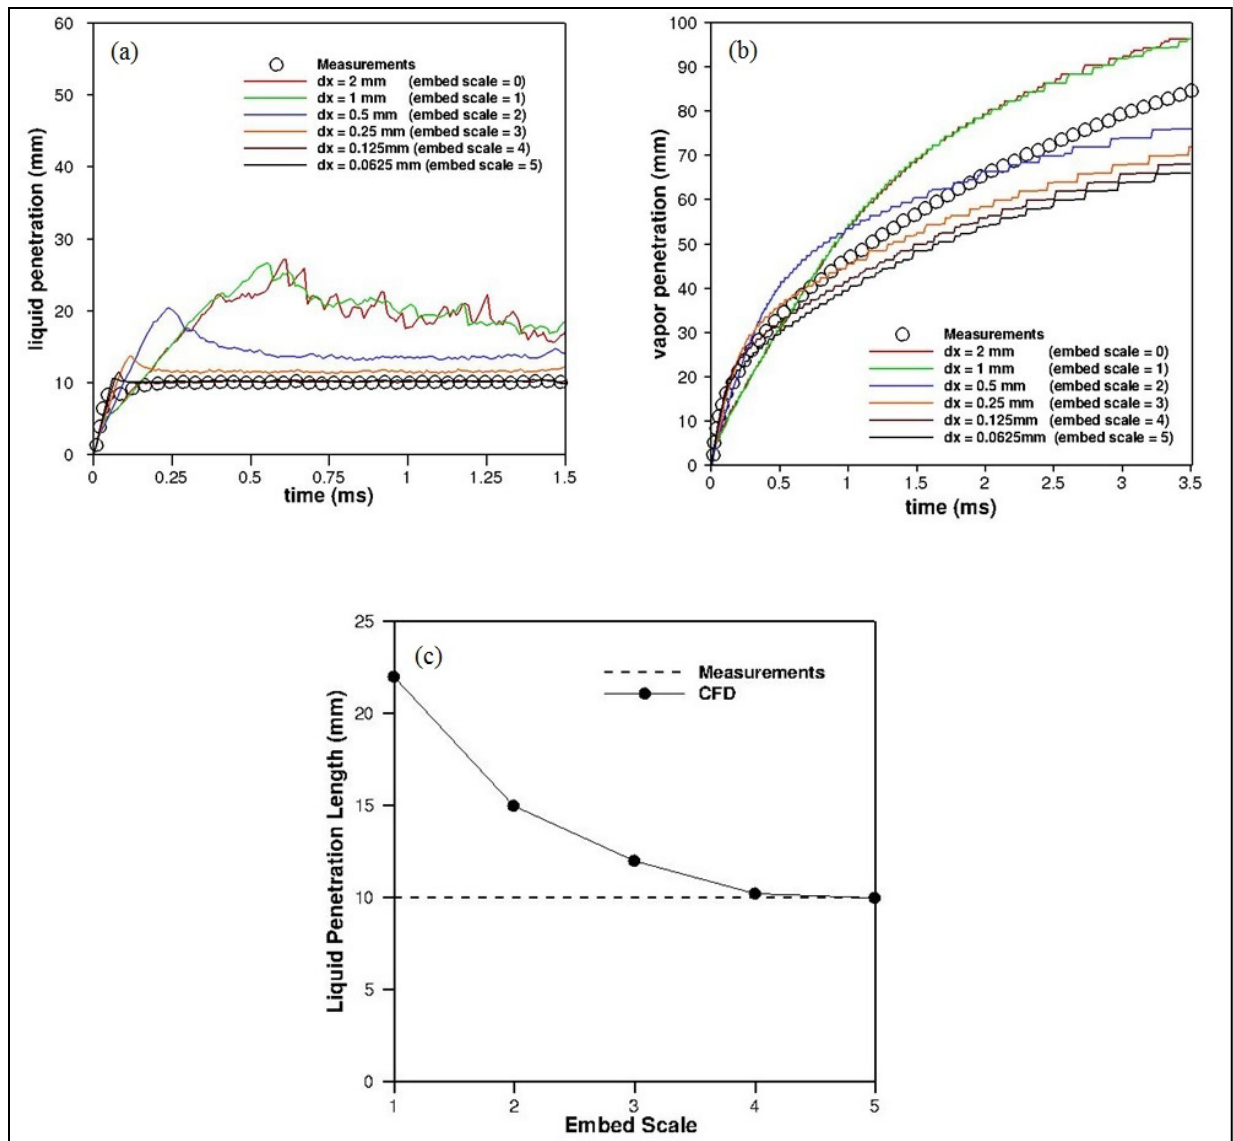 (a)
60
50
40
30
20
10
0
liquid penetration (mm)
Measurements
dx = 2 mm (embed scale = 0)
dx = 1 mm (embed scale = 1)
dx = 0.5 mm (embed scale = 2)
dx = 0.25 mm (embed scale = 3)
dx = 0.125mm (embed scale = 4)
dx = 0.0625 mm (embed scale = 5)
0 0.25 0.5 0.75 1 1.25 1.5
time (ms)
(b)
100
90
80
70
60
50
40
30
20
10
0
vapor penetration (mm)
Measurements
dx = 2 mm (embed scale = 0)
dx = 1 mm (embed scale = 1)
dx = 0.5 mm (embed scale = 2)
dx = 0.25 mm (embed scale = 3)
dx = 0.125mm (embed scale = 4)
dx = 0.0625mm (embed scale = 5)
0 0.5 1 1.5 2 2.5 3 3.5
time (ms)
(c)
25
20
15
10
5
0
Liquid Penetration Length (mm)
Measurements
CFD
1 2 3 4 5
Embed Scale